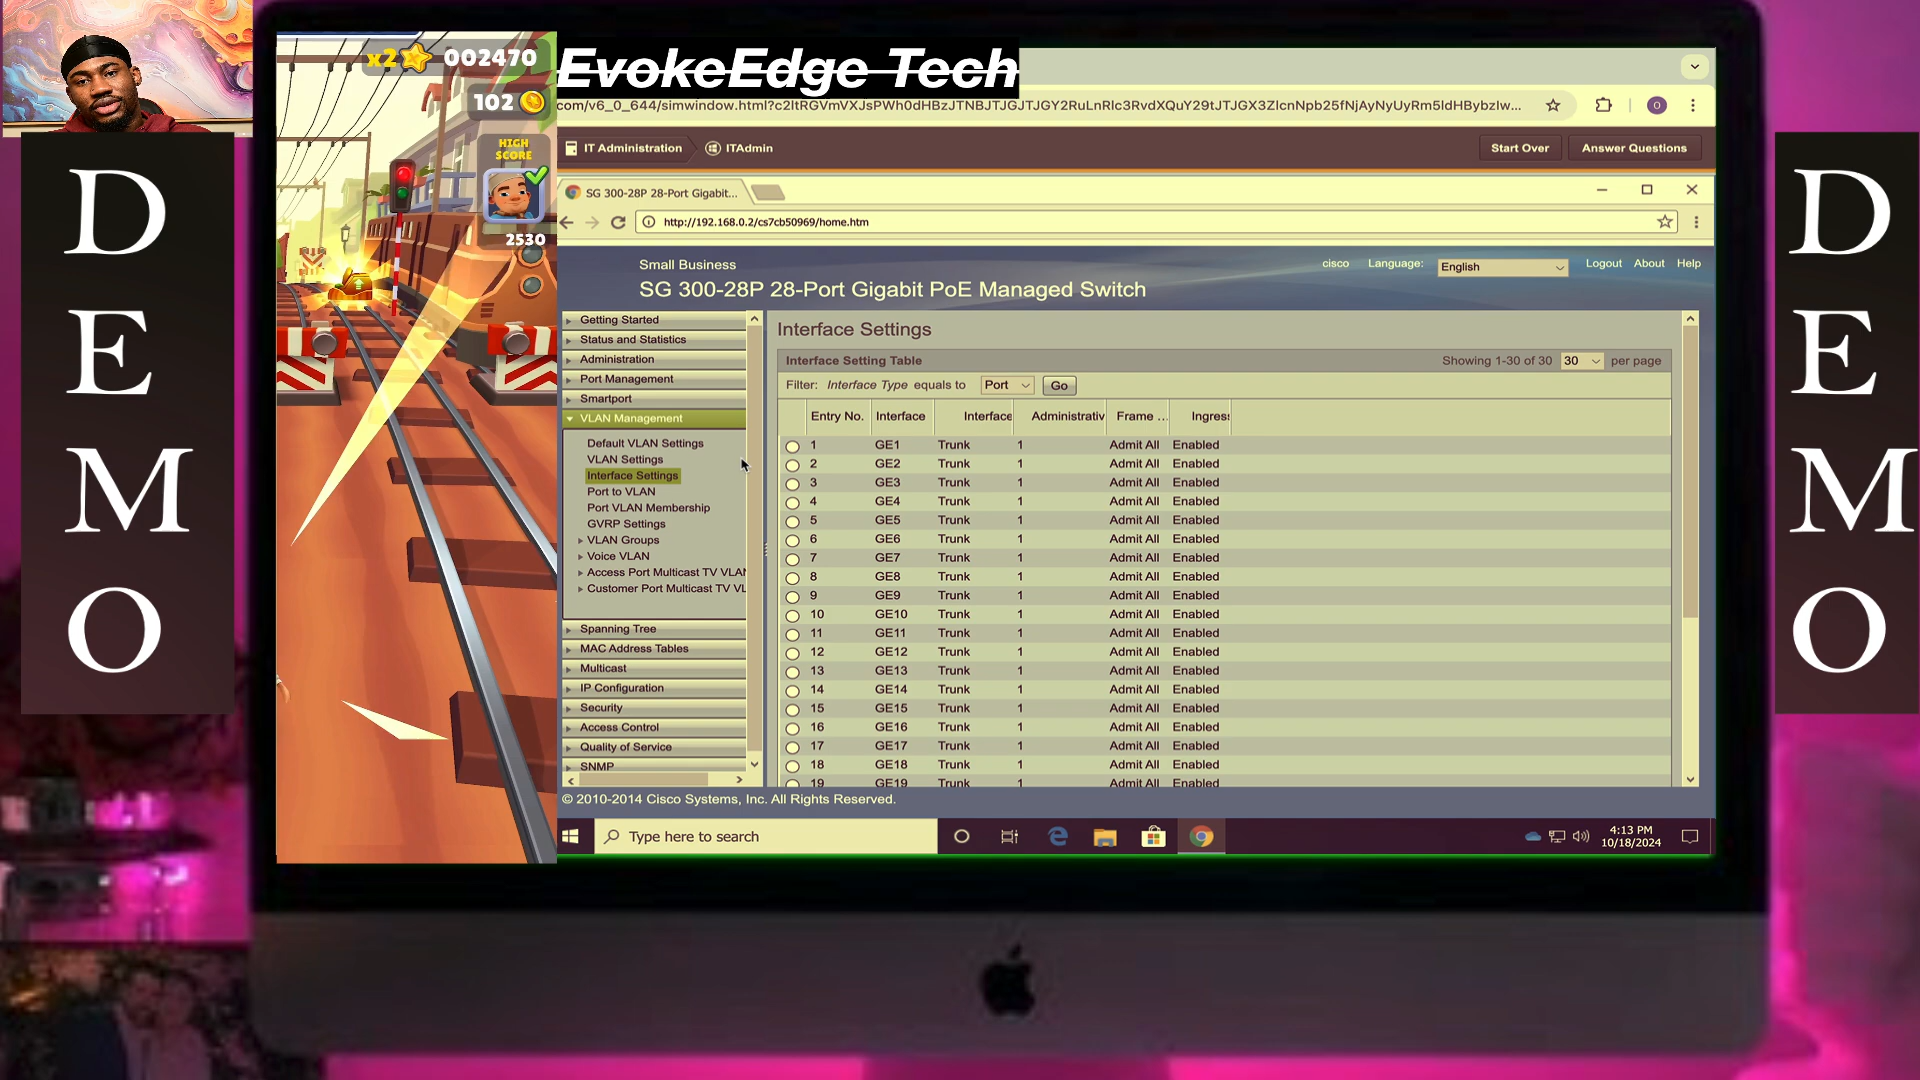 x2 002470
102
HIGH
SCORE
2530
D
E
M
O
EvokeEdge Tech
com/v6_0_644/simwindow.html?c2ltRGVmVXJsPWh0dHBzJTNBJTJGJTJGY2RuLnRlc3RvdXQuY29tJTJGX3ZlcnNpb25fNjAyNyUyRm5ldHBybzIw...
O
IT Administration
ITAdmin
Start Over
Answer Questions
SG 300-28P 28-Port Gigabit...
http://192.168.0.2/cs7cb50969/home.htm
Small Business
SG 300-28P 28-Port Gigabit PoE Managed Switch
cisco Language: English Logout About Help
Getting Started
Status and Statistics
Administration
Port Management
Smartport
VLAN Management
Default VLAN Settings
VLAN Settings
Interface Settings
Port to VLAN
Port VLAN Membership
GVRP Settings
VLAN Groups
Voice VLAN
Access Port Multicast TV VLAN
Customer Port Multicast TV VL
Spanning Tree
MAC Address Tables
Multicast
IP Configuration
Security
Access Control
Quality of Service
SNMP
Interface Settings
Interface Setting Table
Showing 1-30 of 30 30 per page
Filter: Interface Type equals to Port Go
Entry No. Interface Interface Administrativ Frame ... Ingres
1 GE1 Trunk 1 Admit All Enabled
2 GE2 Trunk 1 Admit All Enabled
3 GE3 Trunk 1 Admit All Enabled
4 GE4 Trunk 1 Admit All Enabled
5 GE5 Trunk 1 Admit All Enabled
6 GE6 Trunk 1 Admit All Enabled
7 GE7 Trunk 1 Admit All Enabled
8 GE8 Trunk 1 Admit All Enabled
9 GE9 Trunk 1 Admit All Enabled
10 GE10 Trunk 1 Admit All Enabled
11 GE11 Trunk 1 Admit All Enabled
12 GE12 Trunk 1 Admit All Enabled
13 GE13 Trunk 1 Admit All Enabled
14 GE14 Trunk 1 Admit All Enabled
15 GE15 Trunk 1 Admit All Enabled
16 GE16 Trunk 1 Admit All Enabled
17 GE17 Trunk 1 Admit All Enabled
18 GE18 Trunk 1 Admit All Enabled
19 GE19 Trunk 1 Admit All Enabled
© 2010-2014 Cisco Systems, Inc. All Rights Reserved.
Type here to search
4:13 PM
10/18/2024
D
E
M
O